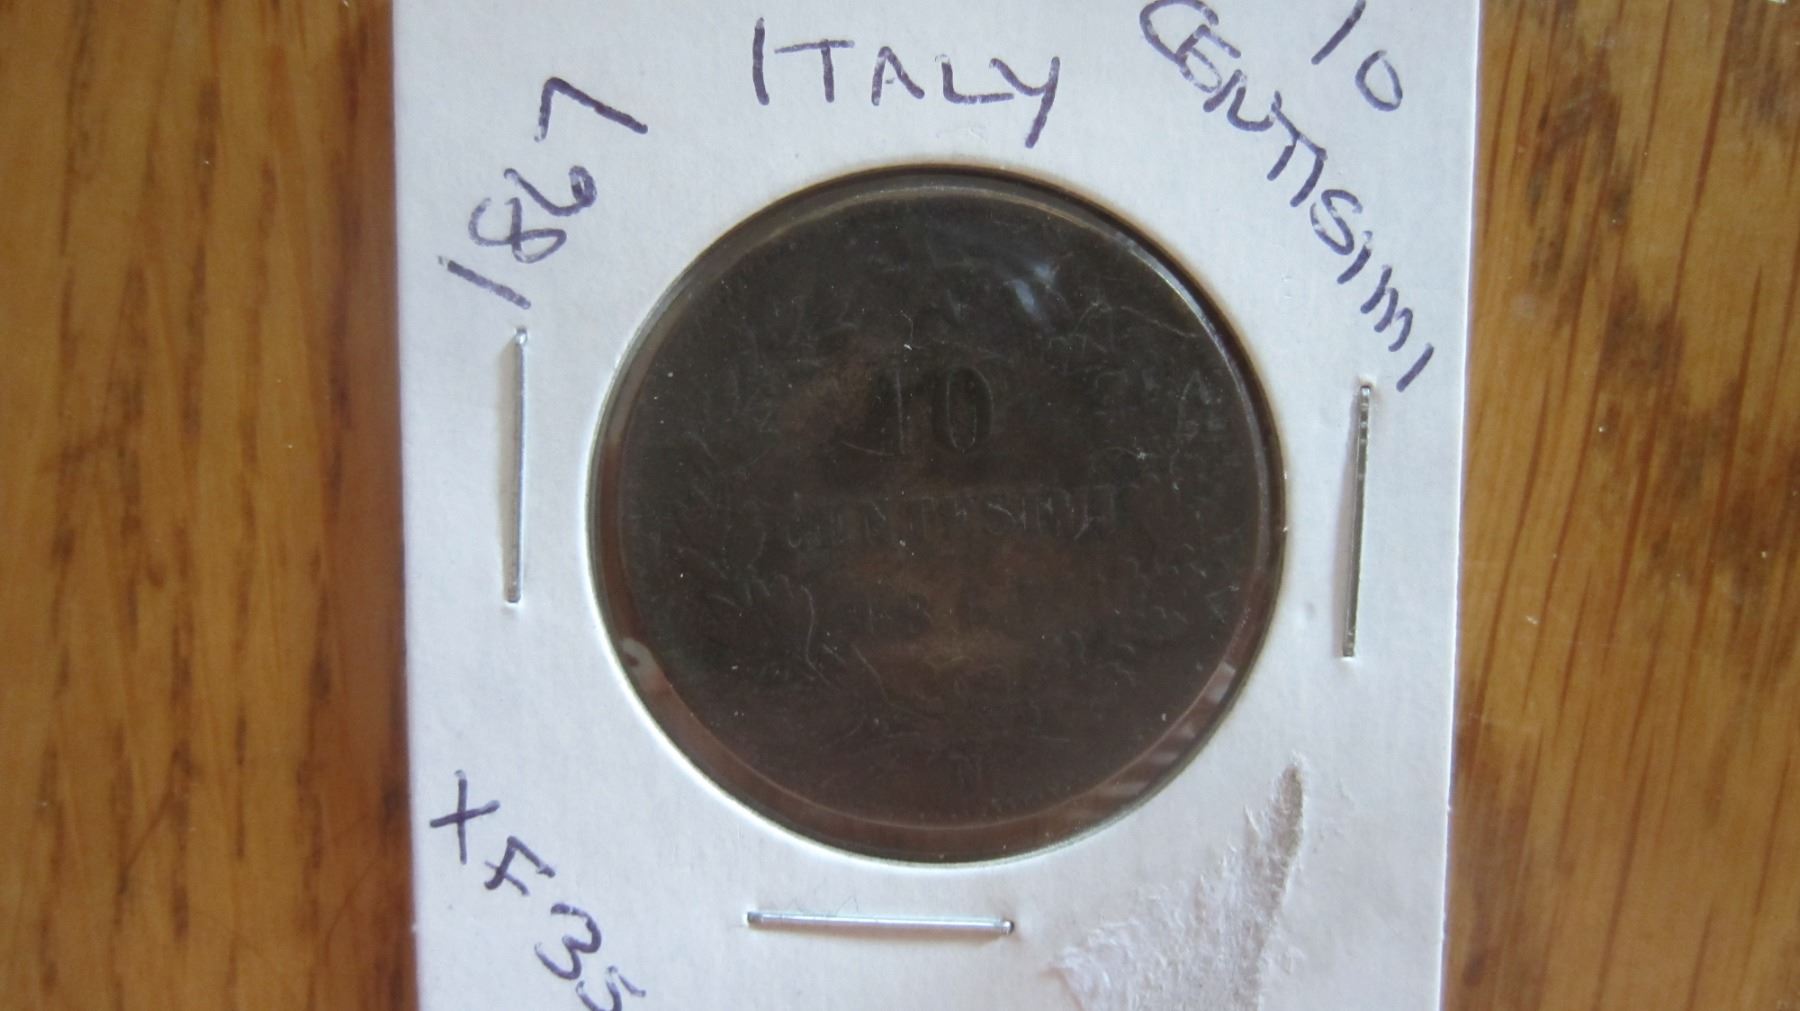 1867
ITALY
10
CENTISIMI
10
CENTESIMI
N
XF35